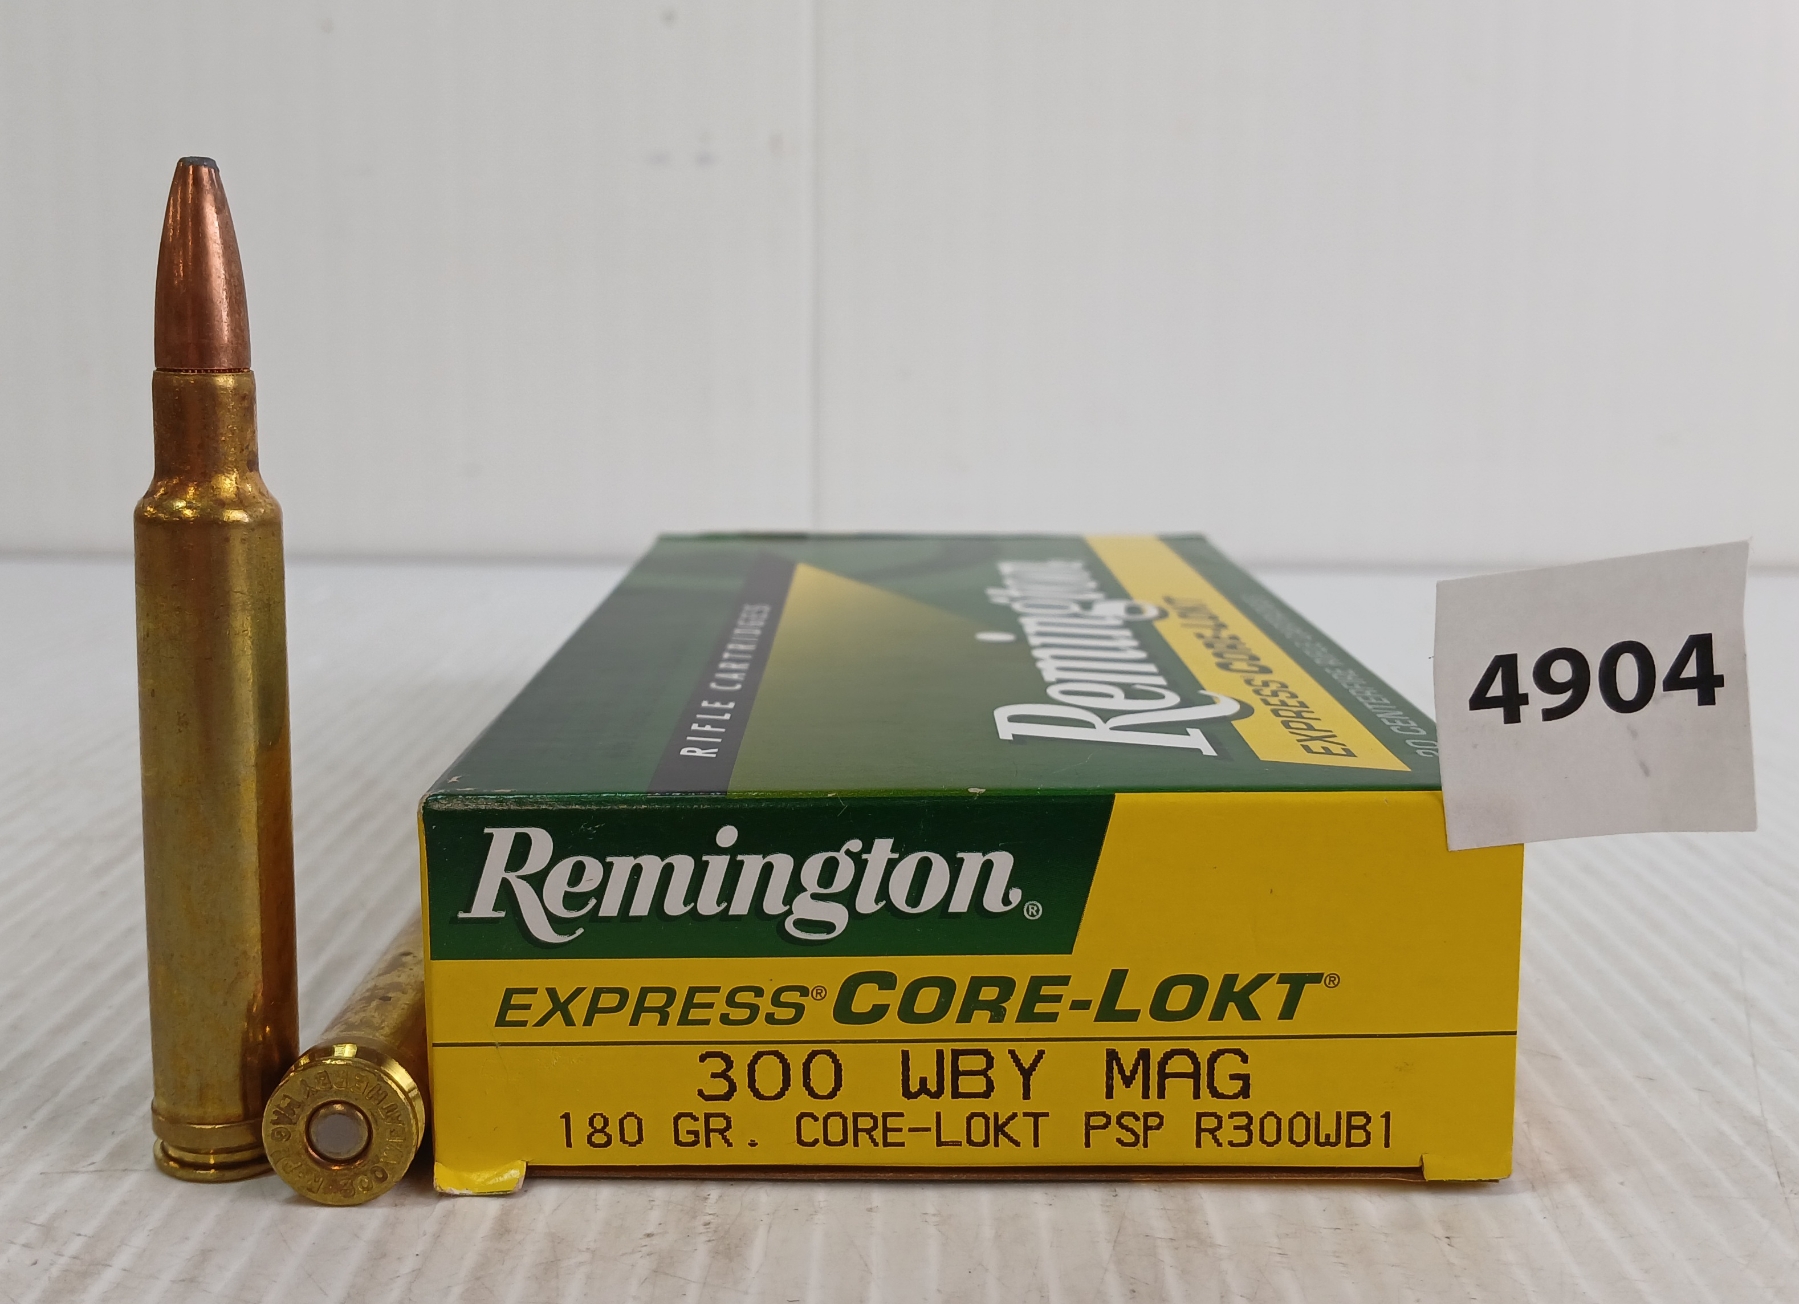 RIFLE CARTRIDGES
Remington
EXPRESS CORE-LOKT
4904
Remington®
EXPRESS® CORE-LOKT®
300 WBY MAG
180 GR. CORE-LOKT PSP R300WB1